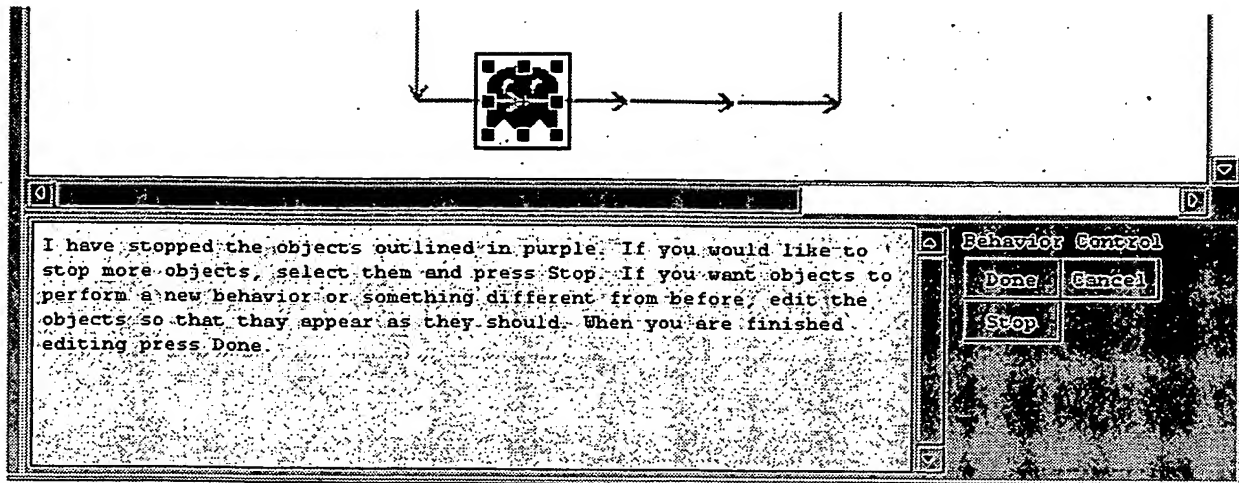 I have stopped the objects outlined in purple. If you would like to
stop more objects, select them and press Stop. If you want objects to
perform a new behavior or something different from before, edit the
objects so that thay appear as they should. When you are finished
editing press Done.
Behavior Control
Done Cancel
Stop